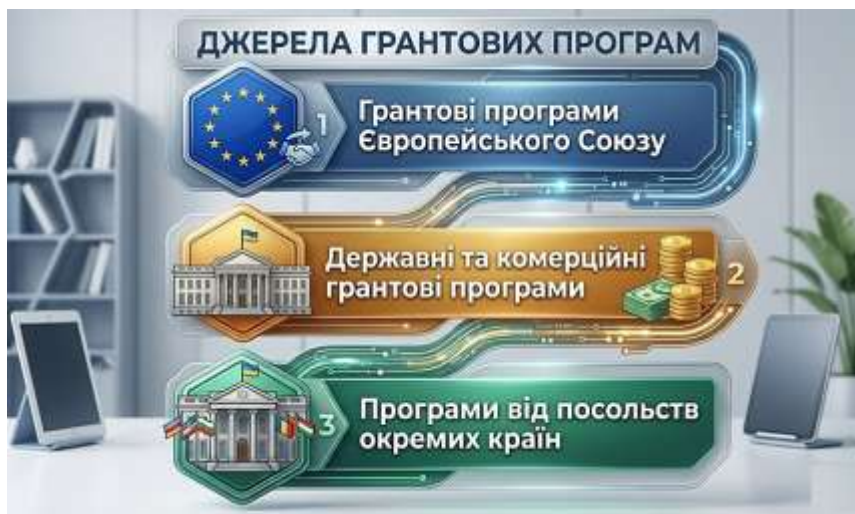 ДЖЕРЕЛА ГРАНТОВИХ ПРОГРАМ
1
Грантові програми
Європейського Союзу
Державні та комерційні
грантові програми
2
3
Програми від посольств
окремих країн